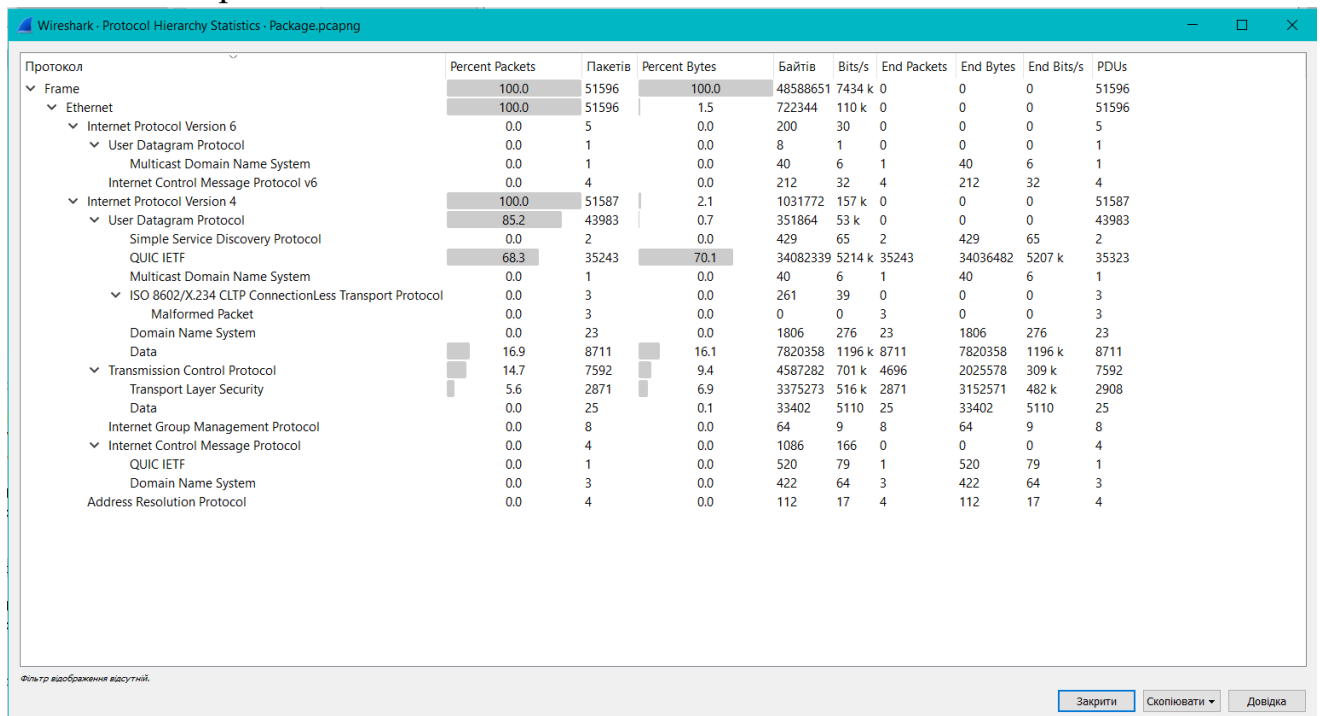 Wireshark · Protocol Hierarchy Statistics · Package.pcapng
Протокол Percent Packets Пакетів Percent Bytes Байтів Bits/s End Packets End Bytes End Bits/s PDUs
Frame 100.0 51596 100.0 48588651 7434 k 0 0 0 51596
Ethernet 100.0 51596 1.5 722344 110 k 0 0 0 51596
Internet Protocol Version 6 0.0 5 0.0 200 30 0 0 0 5
User Datagram Protocol 0.0 1 0.0 8 1 0 0 0 1
Multicast Domain Name System 0.0 1 0.0 40 6 1 40 6 1
Internet Control Message Protocol v6 0.0 4 0.0 212 32 4 212 32 4
Internet Protocol Version 4 100.0 51587 2.1 1031772 157 k 0 0 0 51587
User Datagram Protocol 85.2 43983 0.7 351864 53 k 0 0 0 43983
Simple Service Discovery Protocol 0.0 2 0.0 429 65 2 429 65 2
QUIC IETF 68.3 35243 70.1 34082339 5214 k 35243 34036482 5207 k 35323
Multicast Domain Name System 0.0 1 0.0 40 6 1 40 6 1
ISO 8602/X.234 CLTP ConnectionLess Transport Protocol 0.0 3 0.0 261 39 0 0 0 3
Malformed Packet 0.0 3 0.0 0 0 3 0 0 3
Domain Name System 0.0 23 0.0 1806 276 23 1806 276 23
Data 16.9 8711 16.1 7820358 1196 k 8711 7820358 1196 k 8711
Transmission Control Protocol 14.7 7592 9.4 4587282 701 k 4696 2025578 309 k 7592
Transport Layer Security 5.6 2871 6.9 3375273 516 k 2871 3152571 482 k 2908
Data 0.0 25 0.1 33402 5110 25 33402 5110 25
Internet Group Management Protocol 0.0 8 0.0 64 9 8 64 9 8
Internet Control Message Protocol 0.0 4 0.0 1086 166 0 0 0 4
QUIC IETF 0.0 1 0.0 520 79 1 520 79 1
Domain Name System 0.0 3 0.0 422 64 3 422 64 3
Address Resolution Protocol 0.0 4 0.0 112 17 4 112 17 4
Фільтр відображення відсутній.
Закрити Скопіювати Довідка